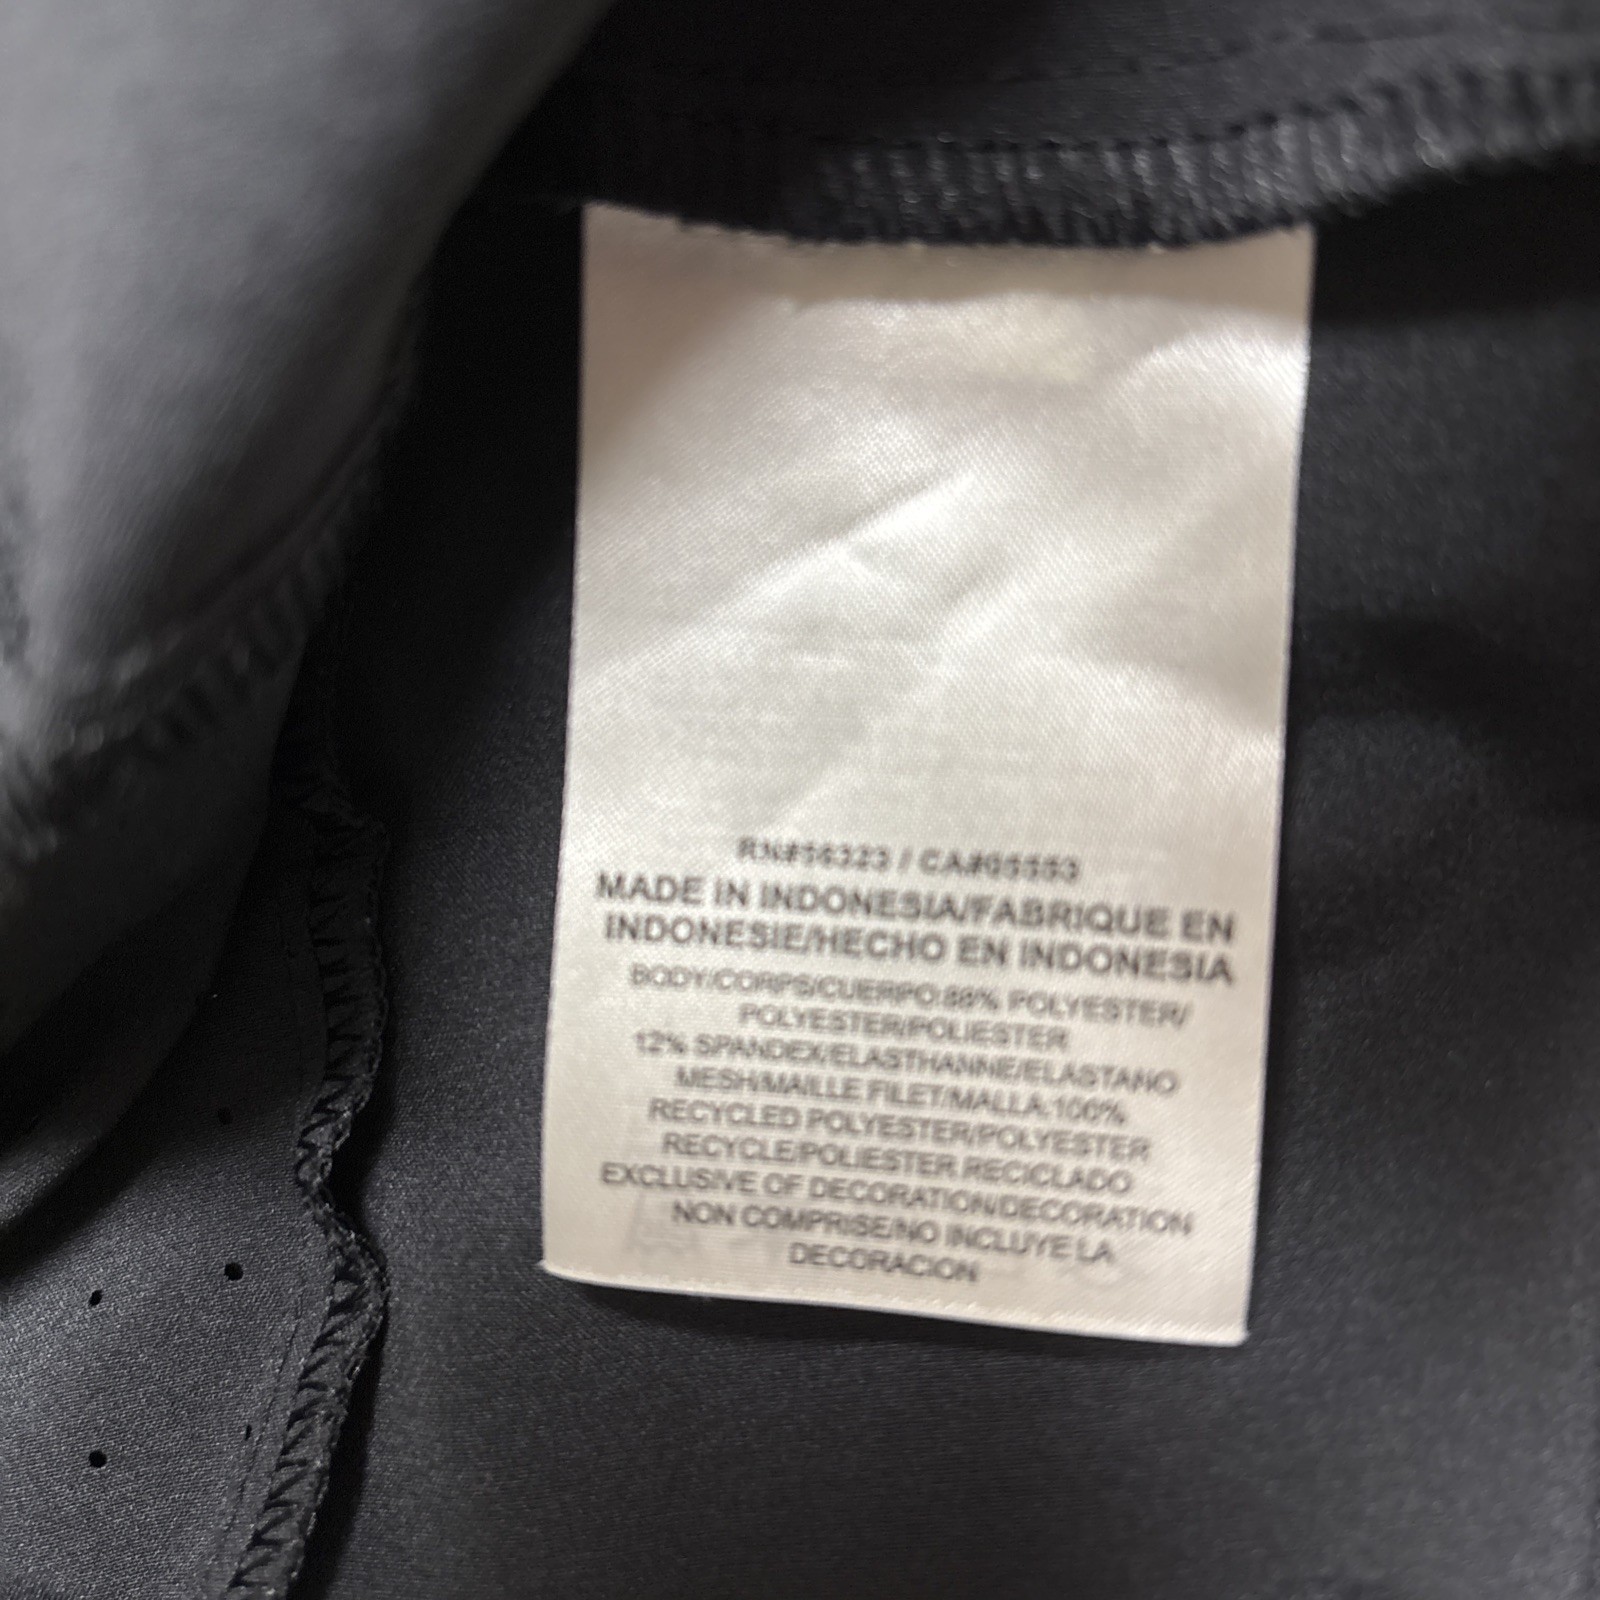 RN#56323 / CA#05553
MADE IN INDONESIA/FABRIQUE EN
INDONESIE/HECHO EN INDONESIA
BODY/CORPS/CUERPO:88% POLYESTER/
POLYESTER/POLIESTER
12% SPANDEX/ELASTHANNE/ELASTANO
MESH/MAILLE FILET/MALLA:100%
RECYCLED POLYESTER/POLYESTER
RECYCLE/POLIESTER RECICLADO
EXCLUSIVE OF DECORATION/DECORATION
NON COMPRISE/NO INCLUYE LA
DECORACION